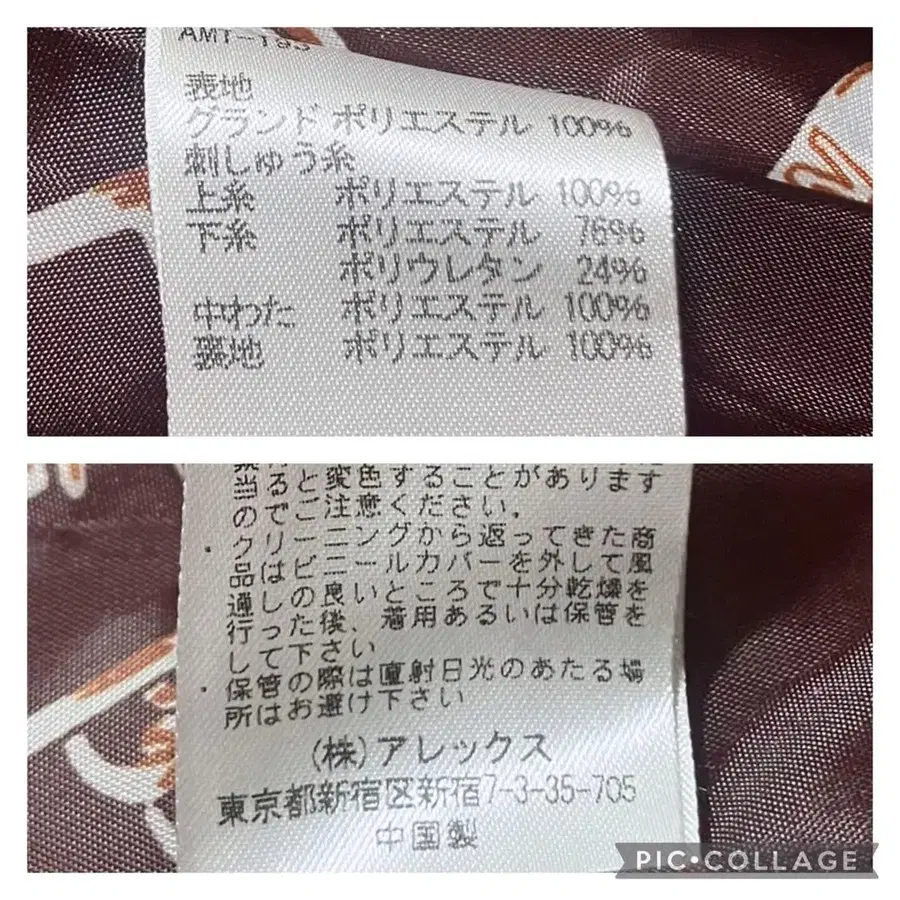 AMT-193
表地
グランド ポリエステル 100%
刺しゅう糸
上糸 ポリエステル 100%
下糸 ポリエステル 76%
ポリウレタン 24%
中わた ポリエステル 100%
裏地 ポリエステル 100%
当ると変色することがあります
のでご注意ください。
・クリーニングから返ってきた商
品はビニールカバーを外して風
通しの良いところで十分乾燥を
行った後、着用あるいは保管を
して下さい
・保管の際は直射日光のあたる場
所はお避け下さい
(株)アレックス
東京都新宿区新宿7-3-35-705
中国製
PIC•COLLAGE